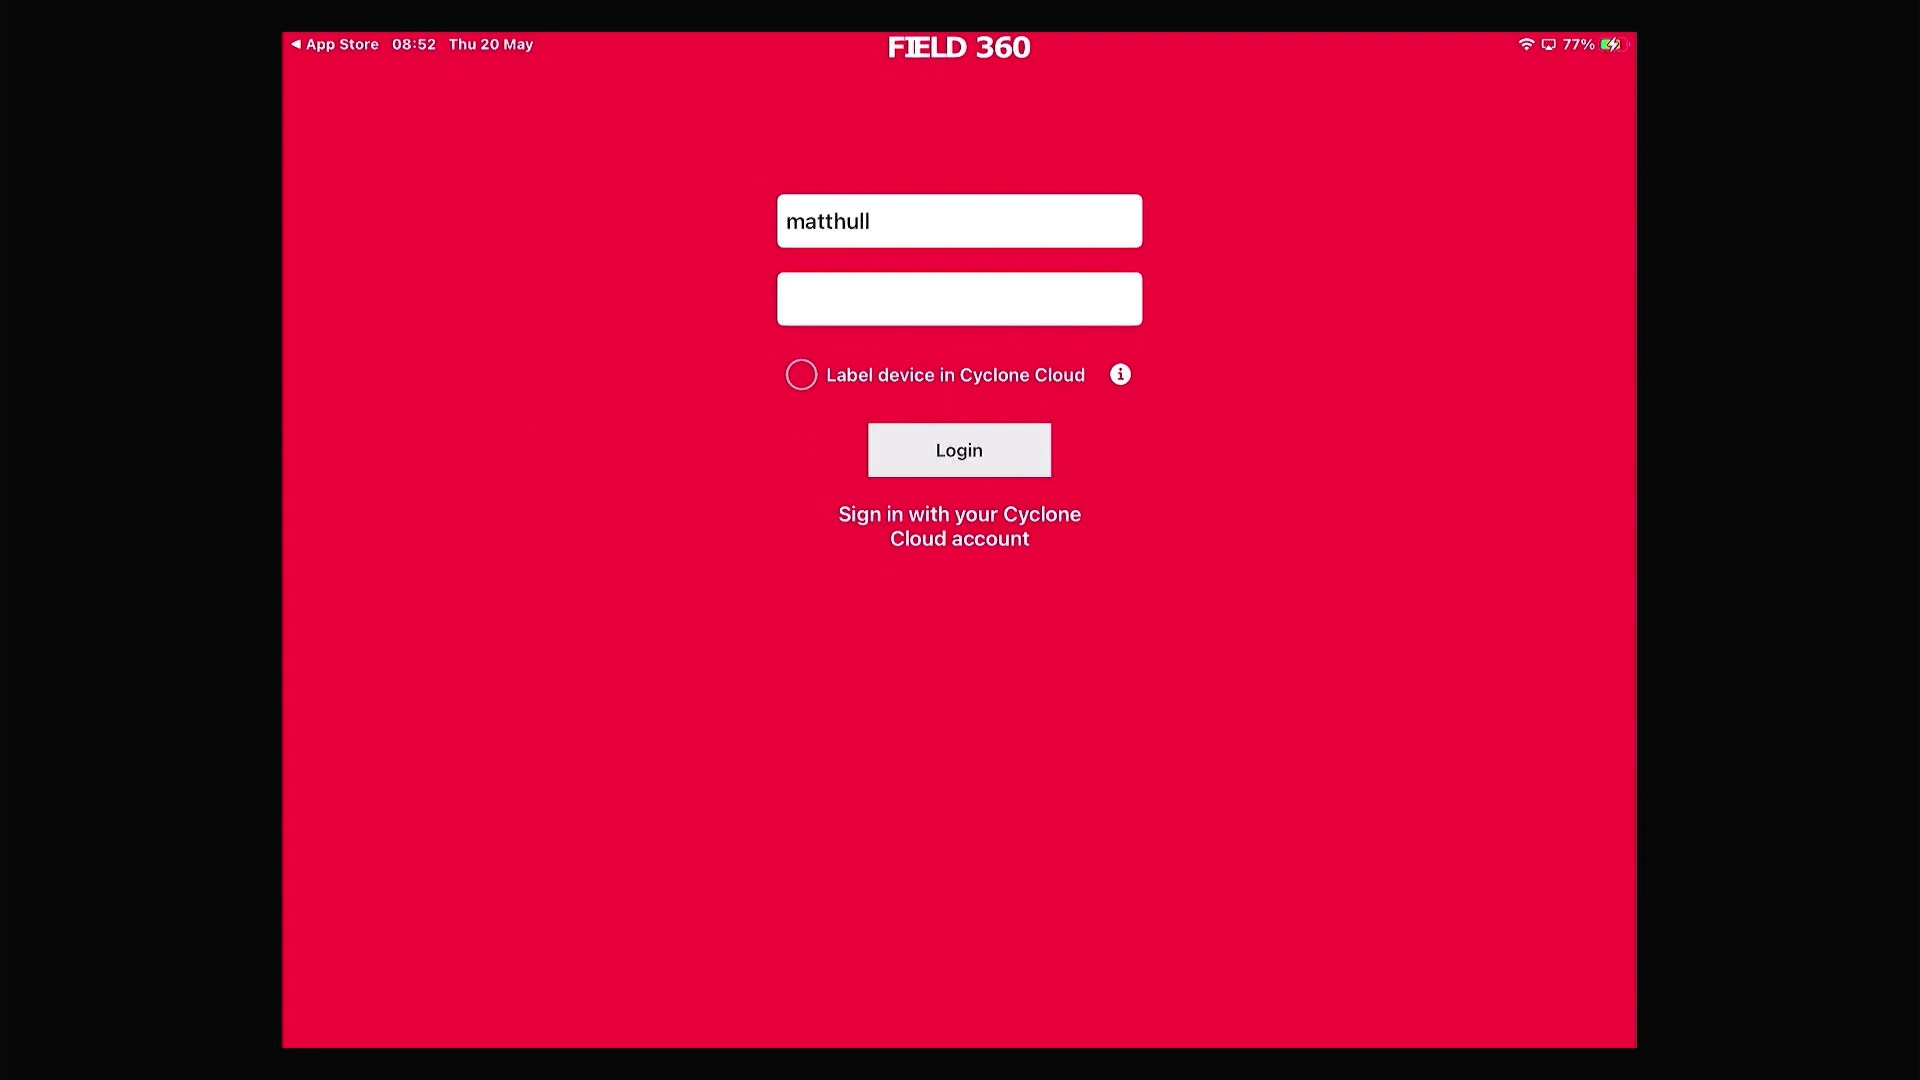 ◀ App Store 08:52 Thu 20 May
FIELD 360
77%
matthull
Label device in Cyclone Cloud
Login
Sign in with your Cyclone
Cloud account